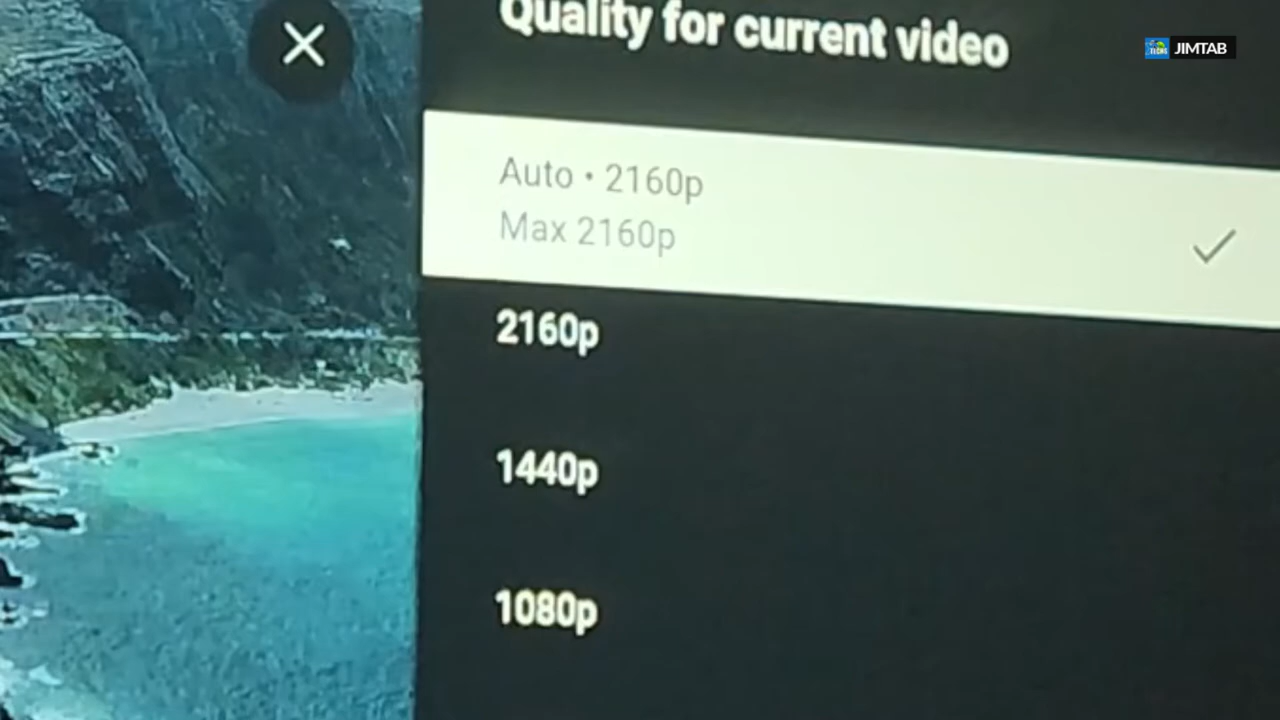 Quality for current video
JIMTAB
Auto • 2160p
Max 2160p
2160p
1440p
1080p